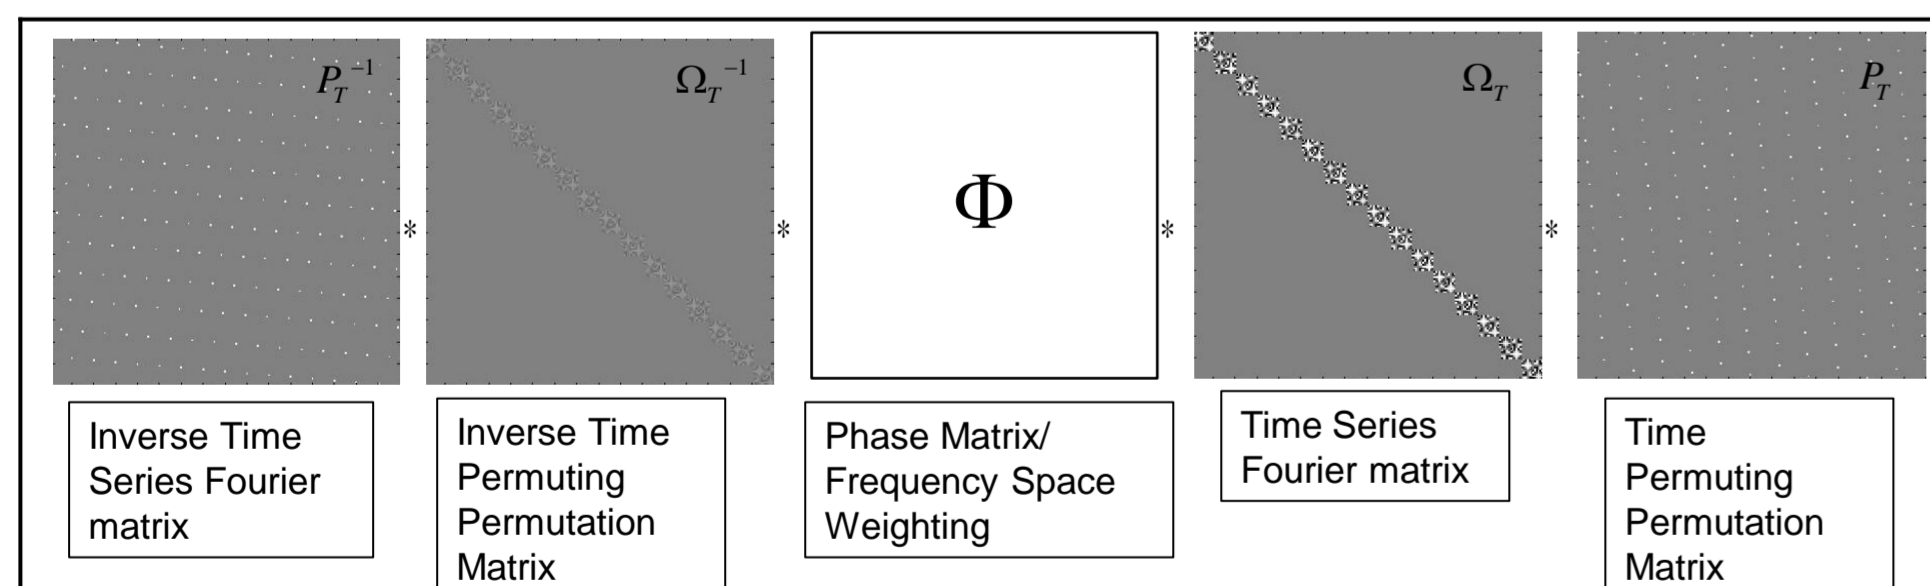 P_T^{-1} * Ω_T^{-1} * Φ * Ω_T * P_T
Inverse Time
Series Fourier
matrix
Inverse Time
Permuting
Permutation
Matrix
Phase Matrix/
Frequency Space
Weighting
Time Series
Fourier matrix
Time
Permuting
Permutation
Matrix